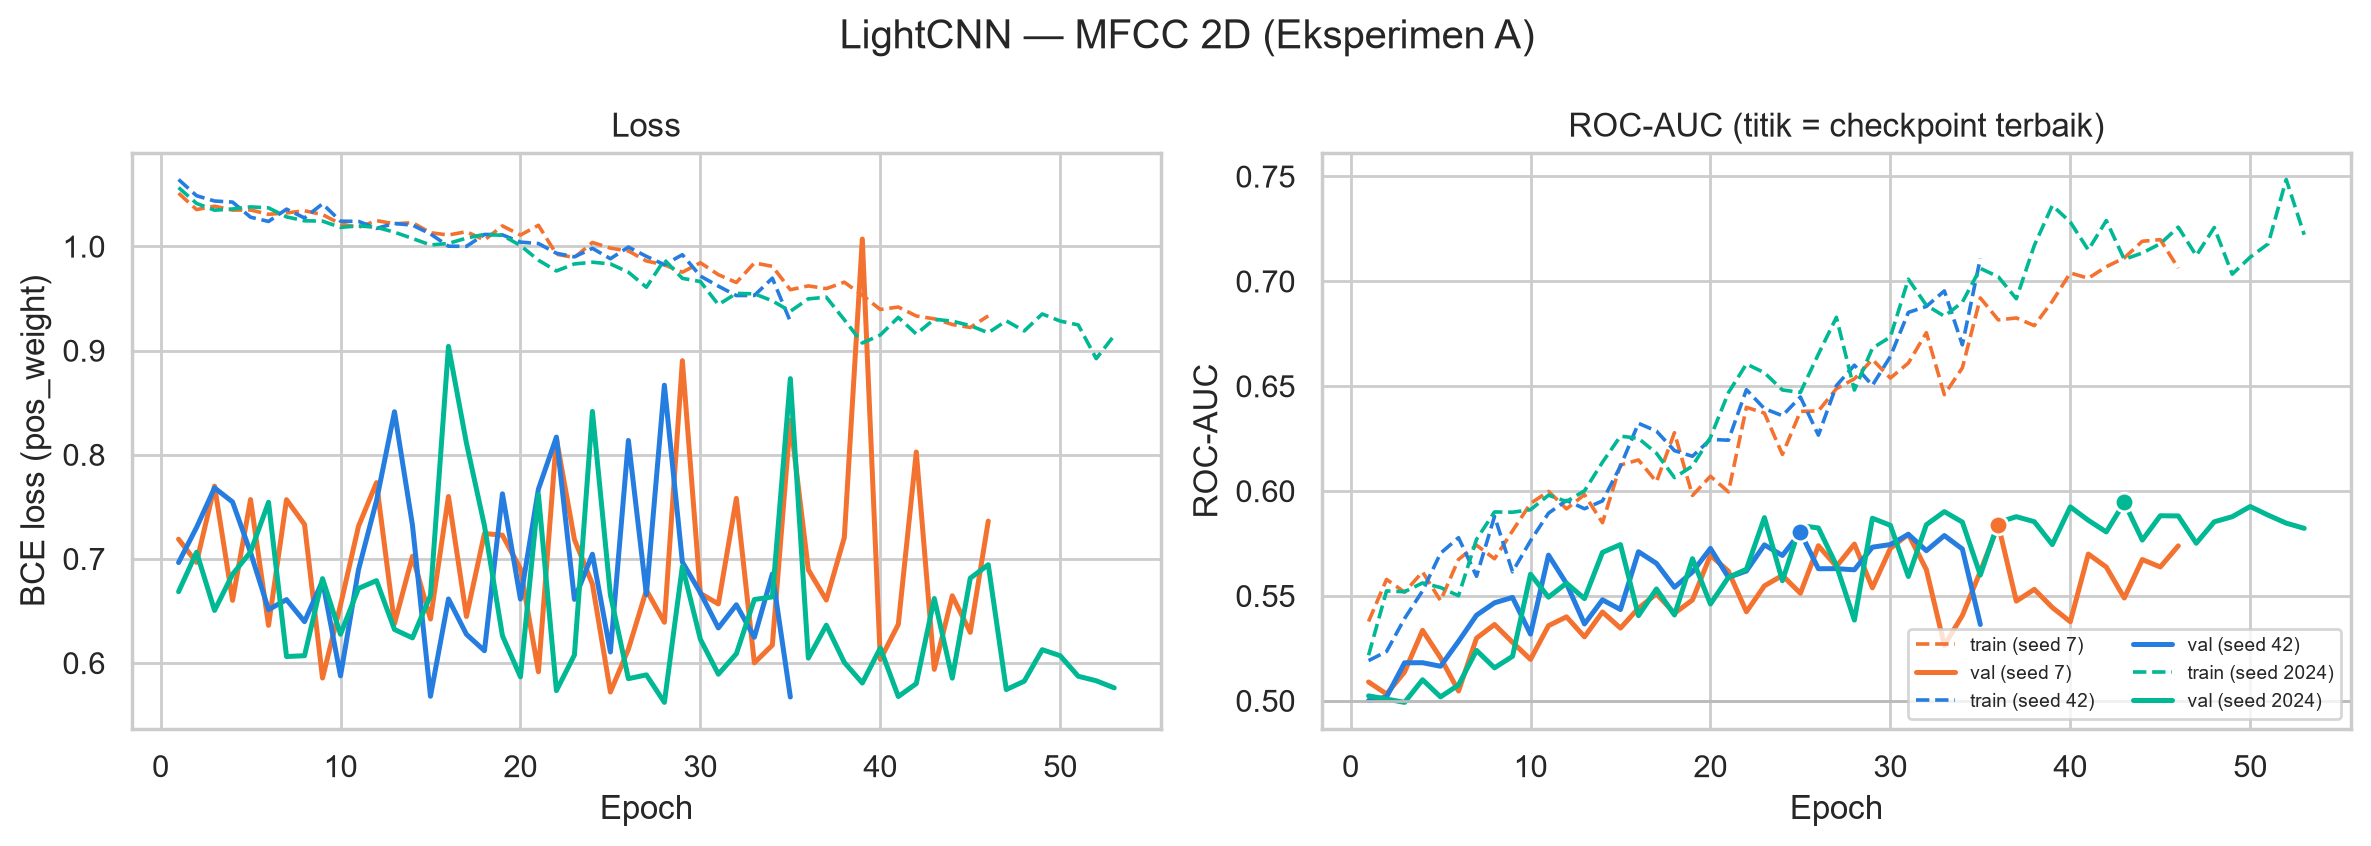 LightCNN — MFCC 2D (Eksperimen A)
Loss
BCE loss (pos_weight)
1.0
0.9
0.8
0.7
0.6
0
10
20
30
40
50
Epoch
ROC-AUC (titik = checkpoint terbaik)
ROC-AUC
0.75
0.70
0.65
0.60
0.55
0.50
train (seed 7)
val (seed 7)
train (seed 42)
val (seed 42)
train (seed 2024)
val (seed 2024)
0
10
20
30
40
50
Epoch